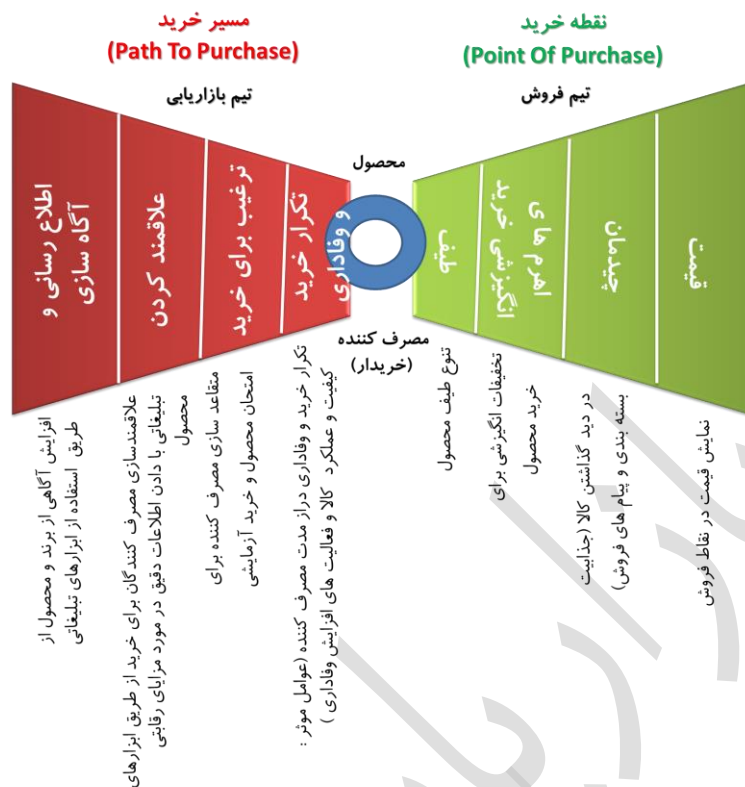 مسیر خرید
(Path To Purchase)
نقطه خرید
(Point Of Purchase)
تیم بازاریابی
تیم فروش
محصول
مصرف کننده
(خریدار)
اطلاع رسانی و
آگاه سازی
علاقمند کردن
ترغیب برای خرید
تکرار خرید
و وفاداری
طیف
اهرم های
انگیزشی خرید
چیدمان
قیمت
افزایش آگاهی از برند و محصول از
طریق استفاده از ابزارهای تبلیغاتی
علاقمندسازی مصرف کنندگان برای خرید از طریق ابزارهای
تبلیغاتی با دادن اطلاعات دقیق در مورد مزایای رقابتی
محصول
متقاعد سازی مصرف کننده برای
امتحان محصول و خرید آزمایشی
تکرار خرید و وفاداری دراز مدت مصرف کننده (عوامل موثر :
کیفیت و عملکرد کالا و فعالیت های افزایش وفاداری )
تنوع طیف محصول
تخفیفات انگیزشی برای
خرید محصول
در دید گذاشتن کالا (جذابیت
بسته بندی و پیام های فروش)
نمایش قیمت در نقاط فروش